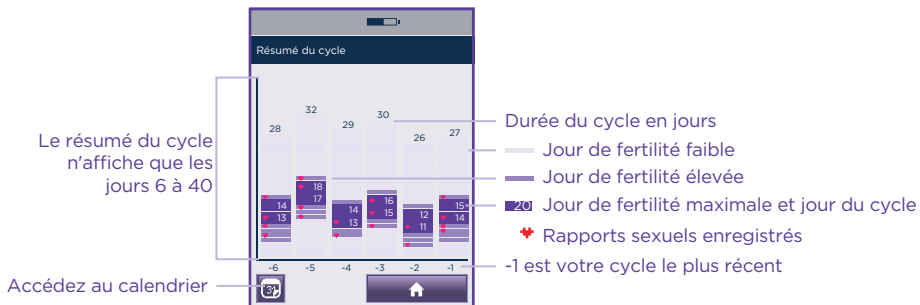 Résumé du cycle
28
32
29
30
26
27
14
13
18
17
14
13
16
15
12
11
15
14
-6
-5
-4
-3
-2
-1
31
Le résumé du cycle
n'affiche que les
jours 6 à 40
Accédez au calendrier
Durée du cycle en jours
Jour de fertilité faible
Jour de fertilité élevée
20 Jour de fertilité maximale et jour du cycle
Rapports sexuels enregistrés
-1 est votre cycle le plus récent